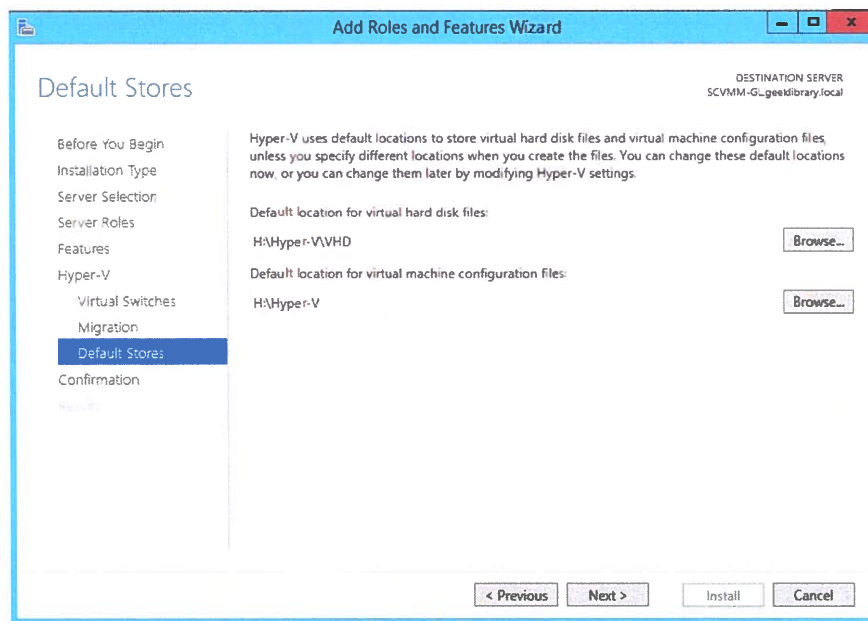 Add Roles and Features Wizard
Default Stores
DESTINATION SERVER
SCVMM-GL.geeklibrary.local
Before You Begin
Installation Type
Server Selection
Server Roles
Features
Hyper-V
Virtual Switches
Migration
Default Stores
Confirmation
Results
Hyper-V uses default locations to store virtual hard disk files and virtual machine configuration files,
unless you specify different locations when you create the files. You can change these default locations
now, or you can change them later by modifying Hyper-V settings.
Default location for virtual hard disk files:
H:\Hyper-V\VHD
Browse...
Default location for virtual machine configuration files:
H:\Hyper-V
Browse...
< Previous
Next >
Install
Cancel